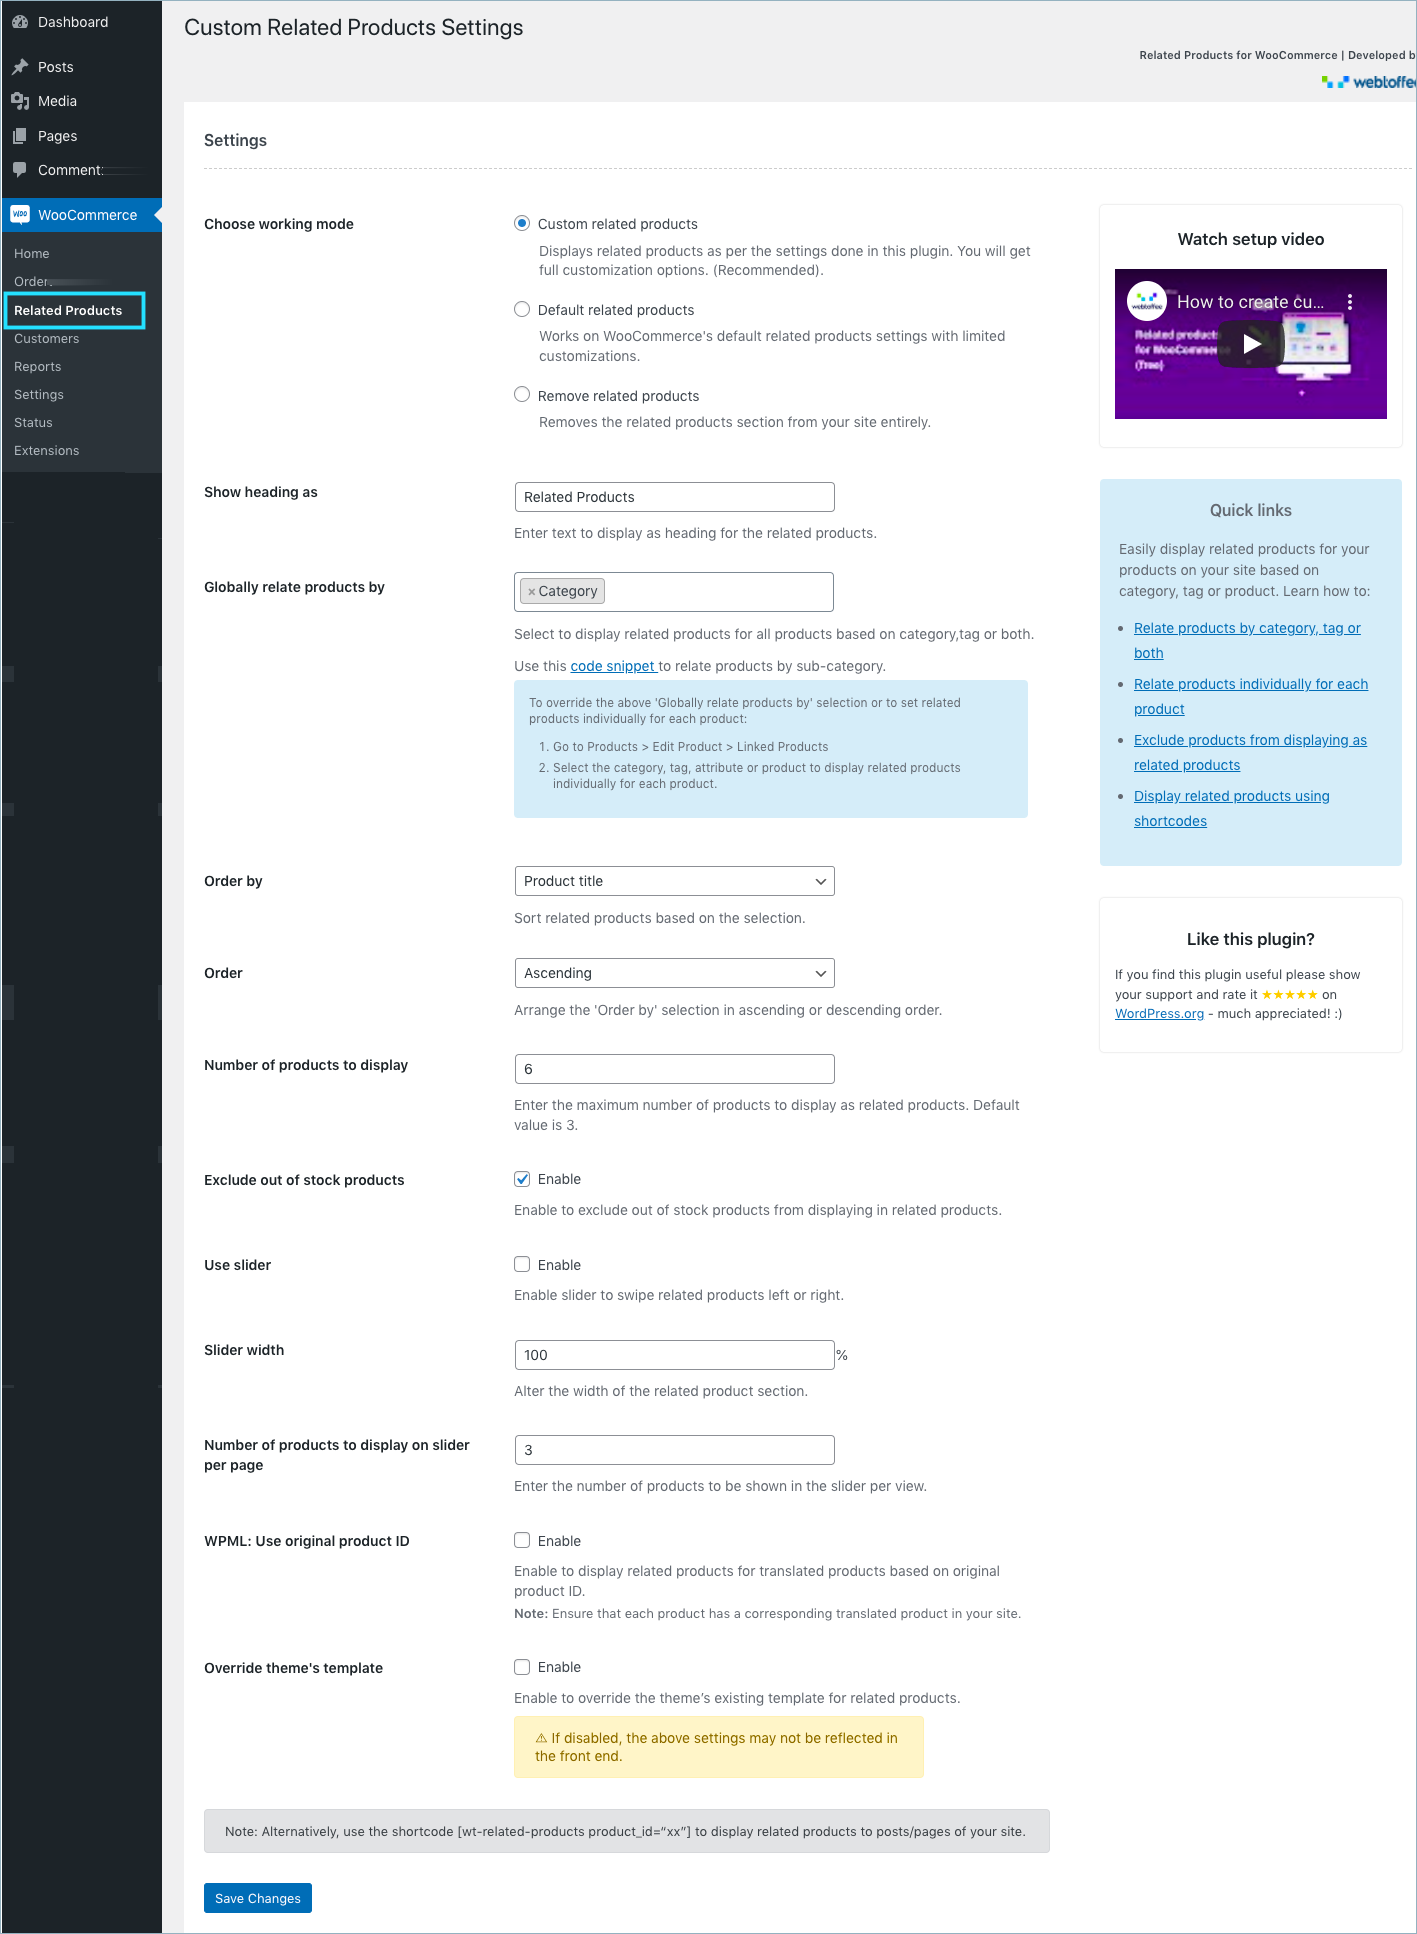 Dashboard
Posts
Media
Pages
Comment
WooCommerce
Home
Order
Related Products
Customers
Reports
Settings
Status
Extensions
Custom Related Products Settings
Related Products for WooCommerce | Developed b
webtoffee
Settings
Choose working mode
Custom related products
Displays related products as per the settings done in this plugin. You will get
full customization options. (Recommended).
Default related products
Works on WooCommerce's default related products settings with limited
customizations.
Remove related products
Removes the related products section from your site entirely.
Show heading as
Related Products
Enter text to display as heading for the related products.
Globally relate products by
× Category
Select to display related products for all products based on category,tag or both.
Use this code snippet to relate products by sub-category.
To override the above 'Globally relate products by' selection or to set related
products individually for each product:
1. Go to Products > Edit Product > Linked Products
2. Select the category, tag, attribute or product to display related products
individually for each product.
Order by
Product title
Sort related products based on the selection.
Order
Ascending
Arrange the 'Order by' selection in ascending or descending order.
Number of products to display
6
Enter the maximum number of products to display as related products. Default
value is 3.
Exclude out of stock products
Enable
Enable to exclude out of stock products from displaying in related products.
Use slider
Enable
Enable slider to swipe related products left or right.
Slider width
100
%
Alter the width of the related product section.
Number of products to display on slider
per page
3
Enter the number of products to be shown in the slider per view.
WPML: Use original product ID
Enable
Enable to display related products for translated products based on original
product ID.
Note: Ensure that each product has a corresponding translated product in your site.
Override theme's template
Enable
Enable to override the theme’s existing template for related products.
⚠ If disabled, the above settings may not be reflected in
the front end.
Note: Alternatively, use the shortcode [wt-related-products product_id=“xx”] to display related products to posts/pages of your site.
Save Changes
Watch setup video
webtoffee
How to create cu...
Related products
for WooCommerce
(Free)
Quick links
Easily display related products for your
products on your site based on
category, tag or product. Learn how to:
• Relate products by category, tag or
both
• Relate products individually for each
product
• Exclude products from displaying as
related products
• Display related products using
shortcodes
Like this plugin?
If you find this plugin useful please show
your support and rate it ★★★★★ on
WordPress.org - much appreciated! :)